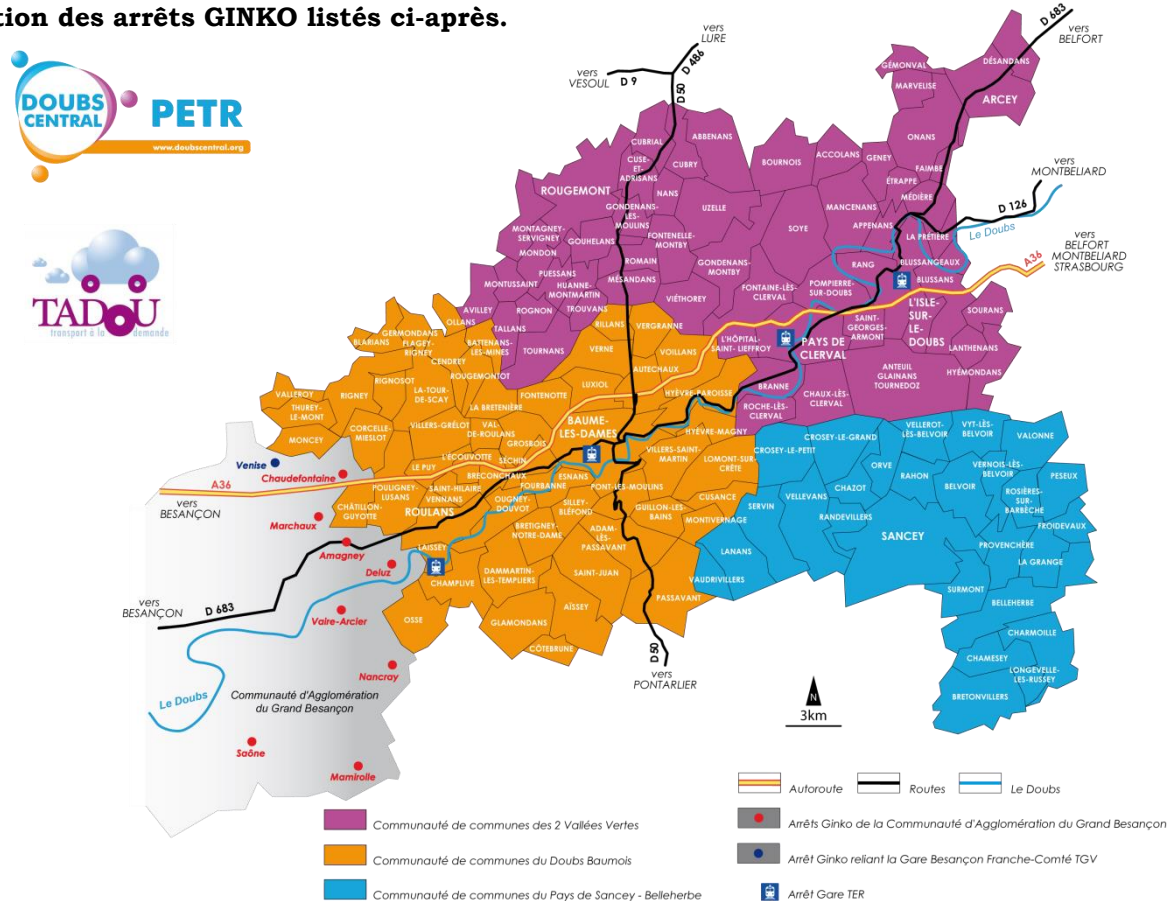 tion des arrêts GINKO listés ci-après.
DOUBS
CENTRAL
PETR
www.doubscentral.org
TADoU
transport à la demande
vers
LURE
D 486
vers
VESOUL
D 9
D 50
D 683
vers
BELFORT
GÉMONVAL
DÉSANDANS
MARVELISE
ARCEY
ONANS
CUBRIAL
ABBENANS
CUSE-
ET-
ADRISANS
CUBRY
BOURNOIS
ACCOLANS
GENEY
FAIMBE
vers
MONTBELIARD
ÉTRAPPE
ROUGEMONT
NANS
MÉDIÈRE
D 126
GONDENANS-
LES-
MOULINS
UZELLE
MANCENANS
APPENANS
MONTAGNEY-
SERVIGNEY
SOYE
Le Doubs
GOUHELANS
FONTENELLE-
MONTBY
LA PRÉTIÈRE
vers
BELFORT
MONTBELIARD
STRASBOURG
MONDON
ROMAIN
GONDENANS-
MONTBY
RANG
BLUSSANGEAUX
A36
PUESSANS
HUANNE-
MONTMARTIN
MÉSANDANS
FONTAINE-LÈS-
CLERVAL
POMPIERRE-
SUR-DOUBS
BLUSSANS
MONTUSSAINT
VIÉTHOREY
L'ISLE-
SUR-
LE-
DOUBS
AVILLEY
ROGNON
TROUVANS
SAINT-
GEORGES-
ARMONT
SOURANS
OLLANS
TALLANS
RILLANS
VERGRANNE
GERMONDANS
BLARIANS
FLAGEY-
RIGNEY
BATTENANS-
LES-MINES
TOURNANS
VERNE
VOILLANS
L'HÔPITAL-
SAINT- LIEFFROY
PAYS DE
CLERVAL
LANTHENANS
CENDREY
AUTECHAUX
ANTEUIL
GLAINANS
TOURNEDOZ
HYÉMONDANS
ROUGEMONTOT
RIGNOSOT
LA-TOUR-
DE-SCAY
FONTENOTTE
LUXIOL
HYÈVRE-PAROISSE
BRANNE
CHAUX-LÈS-
CLERVAL
VALLEROY
RIGNEY
LA BRETENIÈRE
ROCHE-LÈS-
CLERVAL
THUREY-
LE-MONT
BAUME-
LES-DAMES
VILLERS-GRÉLOT
VAL-
DE-ROULANS
HYÈVRE-MAGNY
CROSEY-LE-GRAND
VELLEROT-
LÈS-BELVOIR
VYT-LÈS-
BELVOIR
VALONNE
MONCEY
CORCELLE-
MIESLOT
GROSBOIS
VILLERS-SAINT-
MARTIN
CROSEY-LE-PETIT
L'ÉCOUVOTTE
SÉCHIN
LOMONT-SUR-
CRÊTE
ORVE
VERNOIS-LÈS-
BELVOIR
Venise
LE PUY
BRECONCHAUX
ESNANS
RAHON
PESEUX
Chaudefontaine
FOURBANNE
CHAZOT
BELVOIR
A36
POULIGNEY-
LUSANS
SAINT-HILAIRE
PONT-LES-MOULINS
CUSANCE
VELLEVANS
ROSIÈRES-
SUR-
BARBÈCHE
vers
BESANÇON
VENNANS
OUGNEY-
DOUVOT
SILLEY-
BLÉFOND
GUILLON-LES
BAINS
SERVIN
CHÂTILLON-
GUYOTTE
ROULANS
RANDEVILLERS
Marchaux
BRETIGNEY-
NOTRE-DAME
ADAM-
LÈS-
PASSAVANT
MONTIVERNAGE
SANCEY
FROIDEVAUX
Amagney
LAISSEY
LANANS
PROVENCHÈRE
Deluz
CHAMPLIVE
DAMMARTIN-
LES-TEMPLIERS
SAINT-JUAN
VAUDRIVILLERS
LA GRANGE
vers
BESANÇON
D 683
SURMONT
PASSAVANT
BELLEHERBE
Vaire-Arcier
OSSE
AÏSSEY
GLAMONDANS
CHARMOILLE
CÔTEBRUNE
D 50
CHAMESEY
Nancray
vers
PONTARLIER
LONGEVELLE-
LES-RUSSEY
Le Doubs
Communauté d'Agglomération
du Grand Besançon
BRETONVILLERS
N
3km
Saône
Mamirolle
Autoroute
Routes
Le Doubs
Communauté de communes des 2 Vallées Vertes
Arrêts Ginko de la Communauté d'Agglomération du Grand Besançon
Communauté de communes du Doubs Baumois
Arrêt Ginko reliant la Gare Besançon Franche-Comté TGV
Communauté de communes du Pays de Sancey - Belleherbe
Arrêt Gare TER